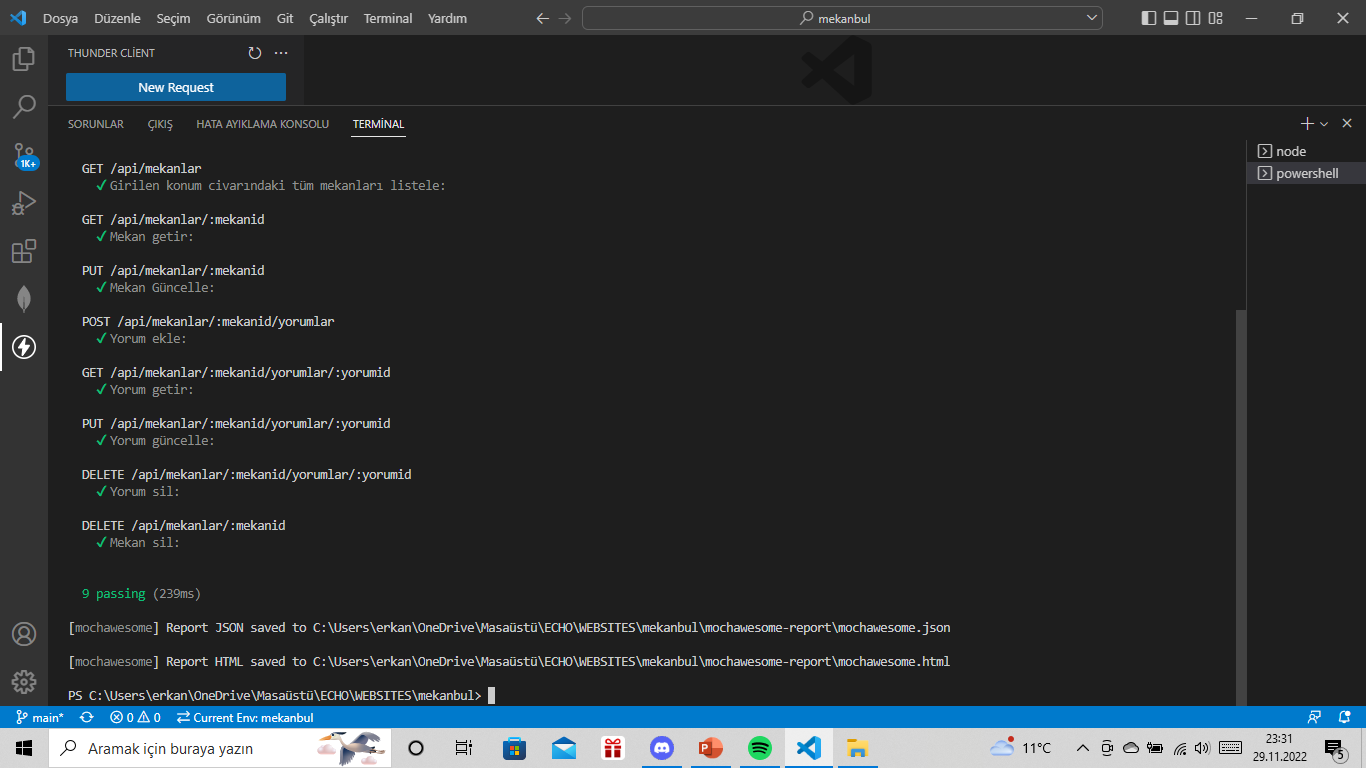 Dosya Düzenle Seçim Görünüm Git Çalıştır Terminal Yardım
mekanbul
THUNDER CLİENT
New Request
1K+
SORUNLAR ÇIKIŞ HATA AYIKLAMA KONSOLU TERMİNAL
node
powershell
GET /api/mekanlar
✓ Girilen konum civarındaki tüm mekanları listele:
GET /api/mekanlar/:mekanid
✓ Mekan getir:
PUT /api/mekanlar/:mekanid
✓ Mekan Güncelle:
POST /api/mekanlar/:mekanid/yorumlar
✓ Yorum ekle:
GET /api/mekanlar/:mekanid/yorumlar/:yorumid
✓ Yorum getir:
PUT /api/mekanlar/:mekanid/yorumlar/:yorumid
✓ Yorum güncelle:
DELETE /api/mekanlar/:mekanid/yorumlar/:yorumid
✓ Yorum sil:
DELETE /api/mekanlar/:mekanid
✓ Mekan sil:
9 passing (239ms)
[mochawesome] Report JSON saved to C:\Users\erkan\OneDrive\Masaüstü\ECHO\WEBSITES\mekanbul\mochawesome-report\mochawesome.json
[mochawesome] Report HTML saved to C:\Users\erkan\OneDrive\Masaüstü\ECHO\WEBSITES\mekanbul\mochawesome-report\mochawesome.html
PS C:\Users\erkan\OneDrive\Masaüstü\ECHO\WEBSITES\mekanbul>
main* 0 0 Current Env: mekanbul
Aramak için buraya yazın
11°C
23:31
29.11.2022
5